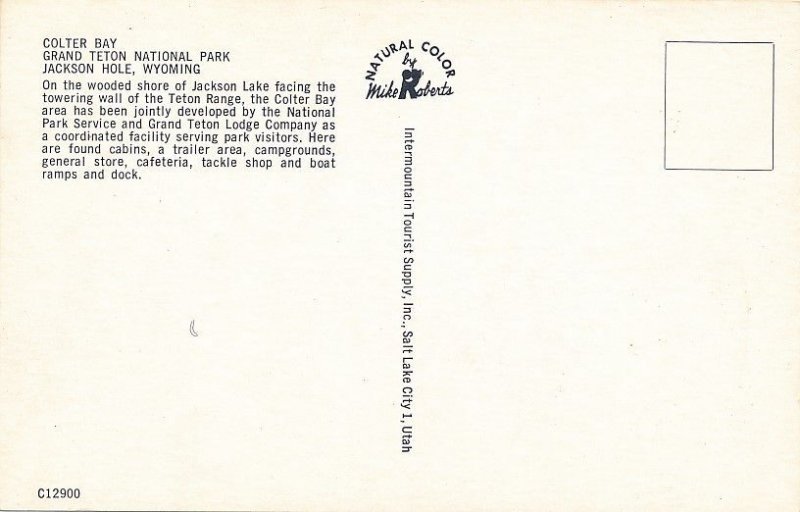 COLTER BAY
GRAND TETON NATIONAL PARK
JACKSON HOLE, WYOMING
On the wooded shore of Jackson Lake facing the
towering wall of the Teton Range, the Colter Bay
area has been jointly developed by the National
Park Service and Grand Teton Lodge Company as
a coordinated facility serving park visitors. Here
are found cabins, a trailer area, campgrounds,
general store, cafeteria, tackle shop and boat
ramps and dock.
NATURAL COLOR
by
Mike Roberts
Intermountain Tourist Supply, Inc., Salt Lake City 1, Utah
C12900